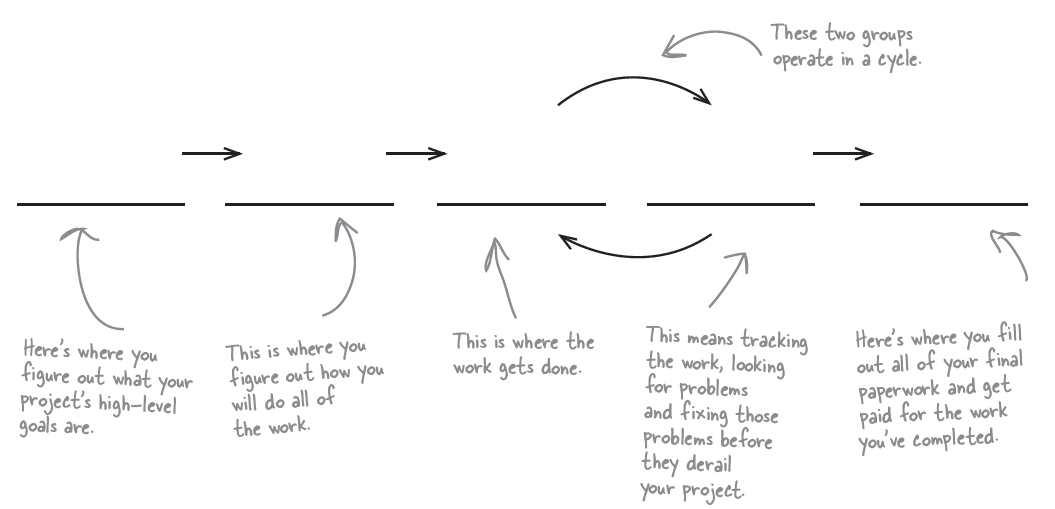 These two groups
operate in a cycle.
Here's where you
figure out what your
project's high-level
goals are.
This is where you
figure out how you
will do all of
the work.
This is where the
work gets done.
This means tracking
the work, looking
for problems
and fixing those
problems before
they derail
your project.
Here's where you fill
out all of your final
paperwork and get
paid for the work
you've completed.